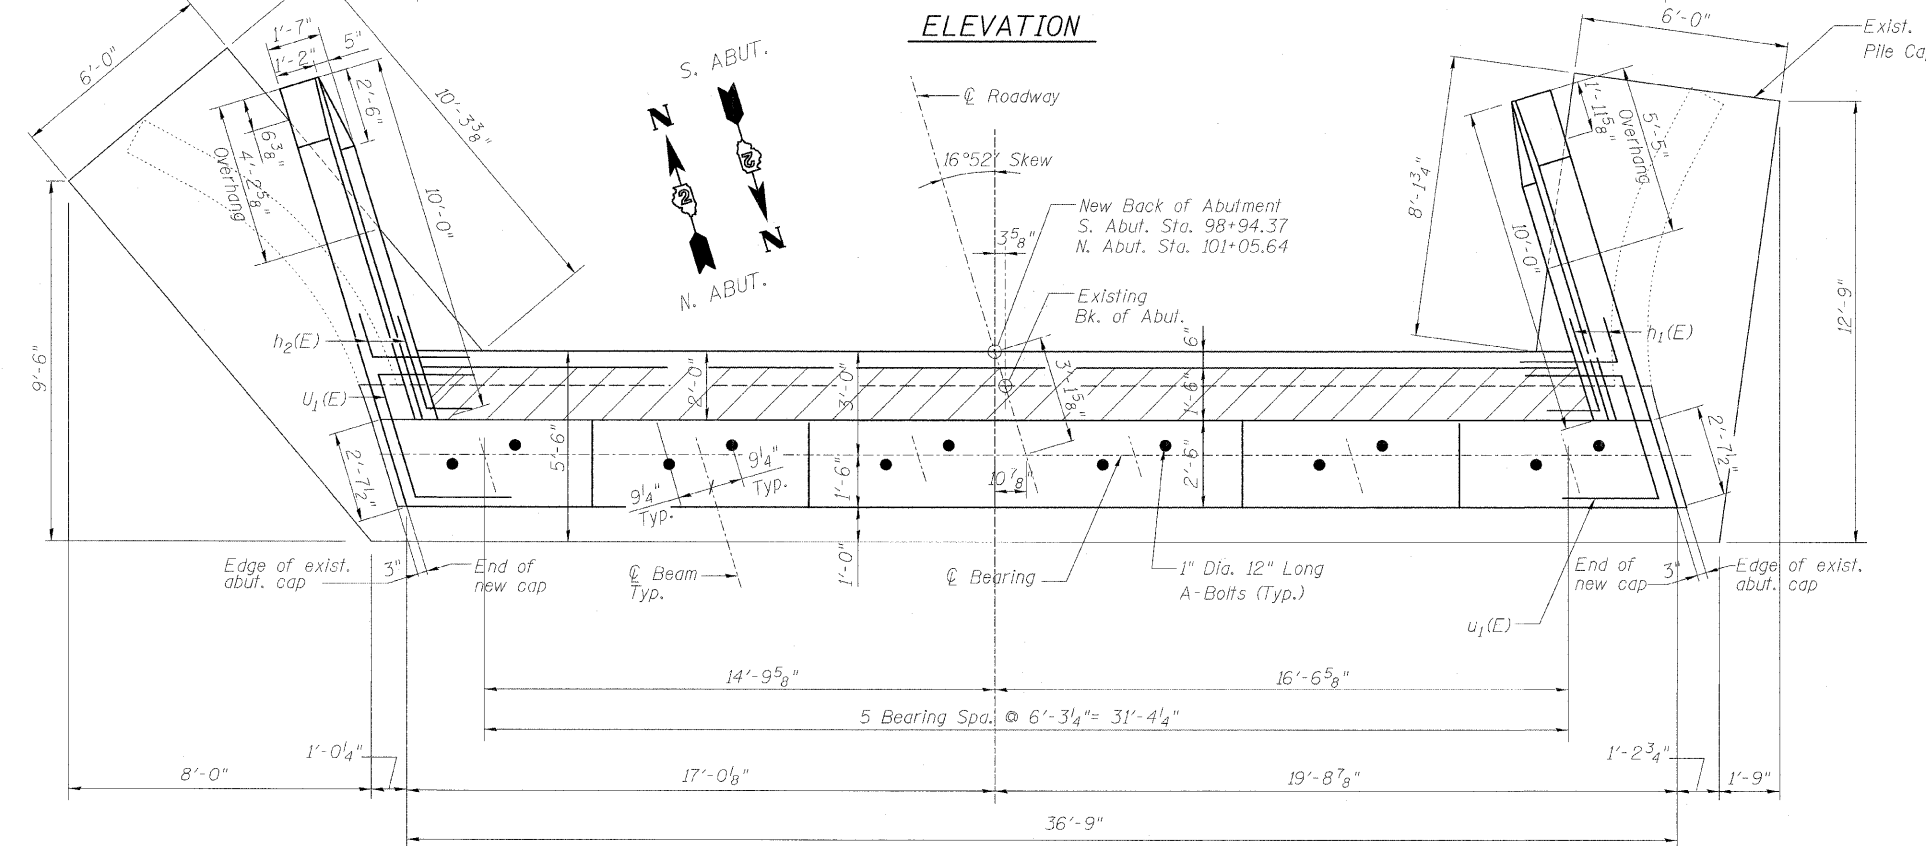 ELEVATION
6'-0"
1'-7"
5"
1'-2"
2'-6"
10'-3 3/8"
6 3/8"
4'-2 5/8"
Overhang
10'-0"
S. ABUT.
N
2
2
N
N. ABUT.
℄ Roadway
16°52' Skew
3 5/8"
New Back of Abutment
S. Abut. Sta. 98+94.37
N. Abut. Sta. 101+05.64
Existing
Bk. of Abut.
6'-0"
Exist.
Pile Ca
1'-11 5/8"
5'-5"
Overhang
8'-1 3/4"
10'-0"
12'-9"
h1(E)
h2(E)
u1(E)
9'-6"
2'-7 1/2"
5'-6"
2'-0"
3'-0"
1'-6"
1'-0"
9 1/4"
Typ.
9 1/4"
Typ.
3'-1 5/8"
10 7/8"
6"
1'-6"
2'-6"
2'-7 1/2"
Edge of exist.
abut. cap
3"
End of
new cap
℄ Beam
Typ.
℄ Bearing
1" Dia. 12" Long
A-Bolts (Typ.)
End of
new cap
3"
Edge of exist.
abut. cap
u1(E)
14'-9 5/8"
16'-6 5/8"
5 Bearing Spa. @ 6'-3 1/4"= 31'-4 1/4"
8'-0"
1'-0 1/4"
17'-0 1/8"
19'-8 7/8"
1'-2 3/4"
1'-9"
36'-9"